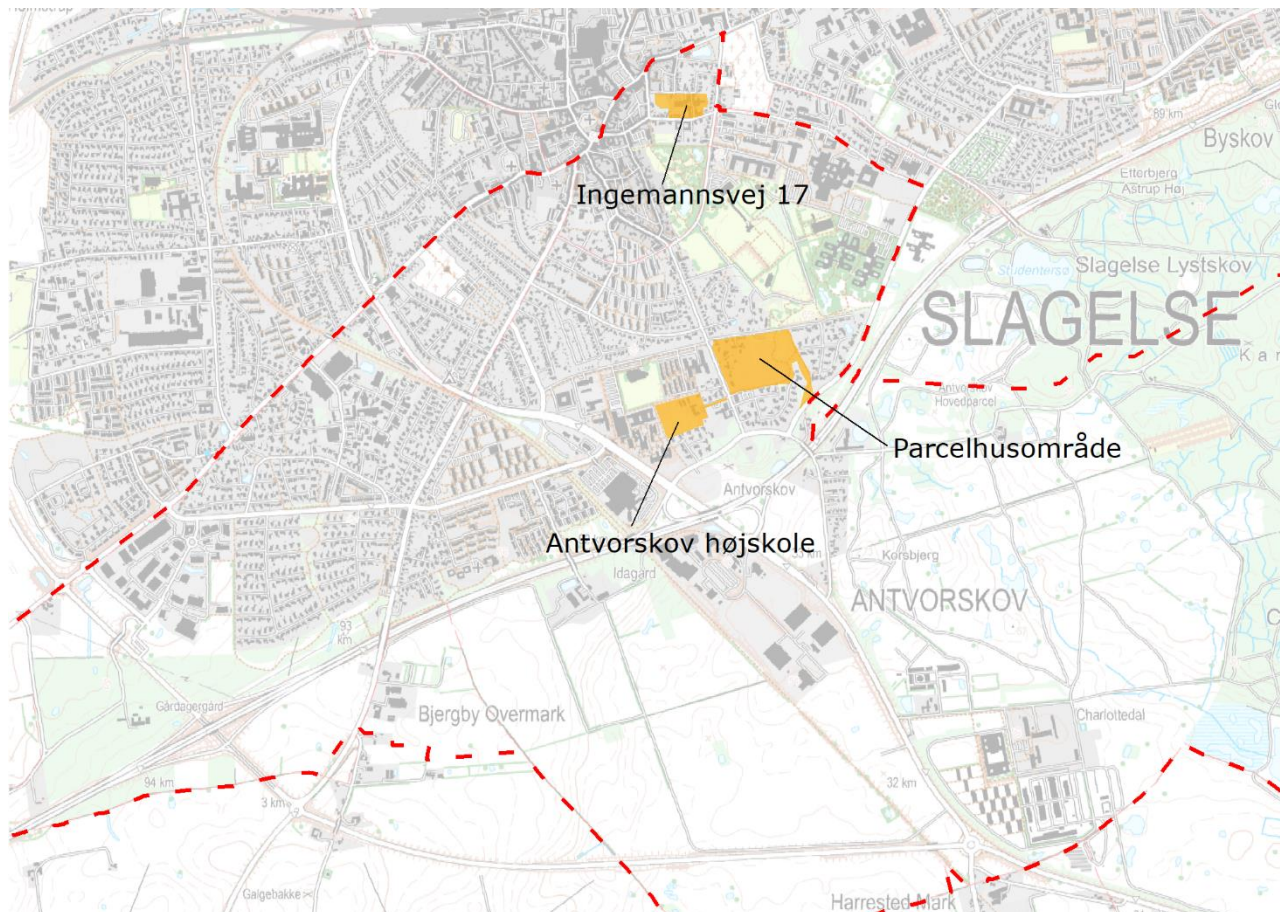 89 km
Byskov
Etterbjerg
Astrup Høj
Ingemannsvej 17
Studentersø
Slagelse Lystskov
SLAGELSE
Antvorskov
Hovedparcel
Parcelhusområde
Antvorskov
Antvorskov højskole
Korsbjerg
Idagård
ANTVORSKOV
93
km
Gårdagergård
Bjergby Overmark
Charlottedal
94 km
3 km
32 km
Galgebakke
Harrested Mark